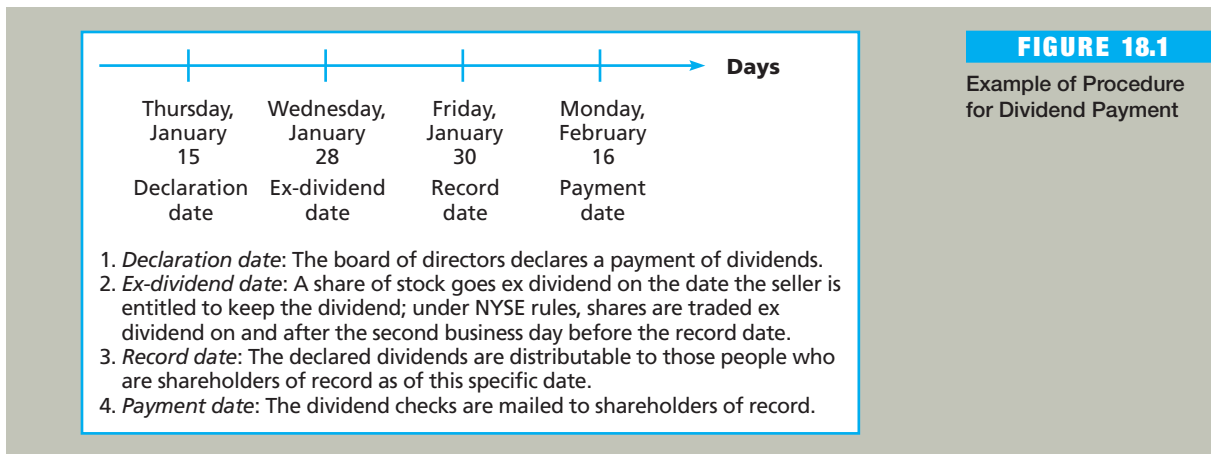 FIGURE 18.1
Example of Procedure
for Dividend Payment
Days
Thursday, January 15
Wednesday, January 28
Friday, January 30
Monday, February 16
Declaration date
Ex-dividend date
Record date
Payment date
1. Declaration date: The board of directors declares a payment of dividends.
2. Ex-dividend date: A share of stock goes ex dividend on the date the seller is
entitled to keep the dividend; under NYSE rules, shares are traded ex
dividend on and after the second business day before the record date.
3. Record date: The declared dividends are distributable to those people who
are shareholders of record as of this specific date.
4. Payment date: The dividend checks are mailed to shareholders of record.